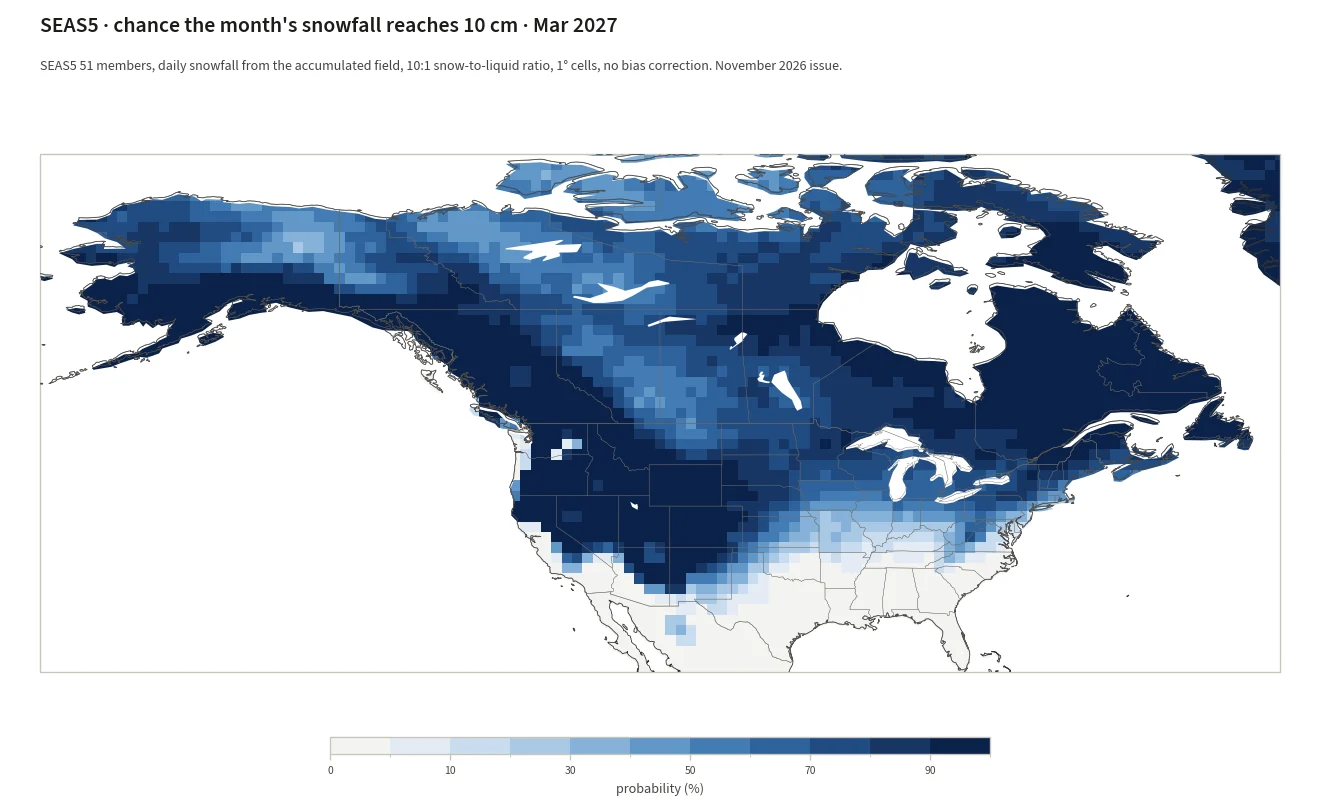 SEAS5 · chance the month's snowfall reaches 10 cm · Mar 2027
SEAS5 51 members, daily snowfall from the accumulated field, 10:1 snow-to-liquid ratio, 1° cells, no bias correction. November 2026 issue.
0 10 30 50 70 90
probability (%)